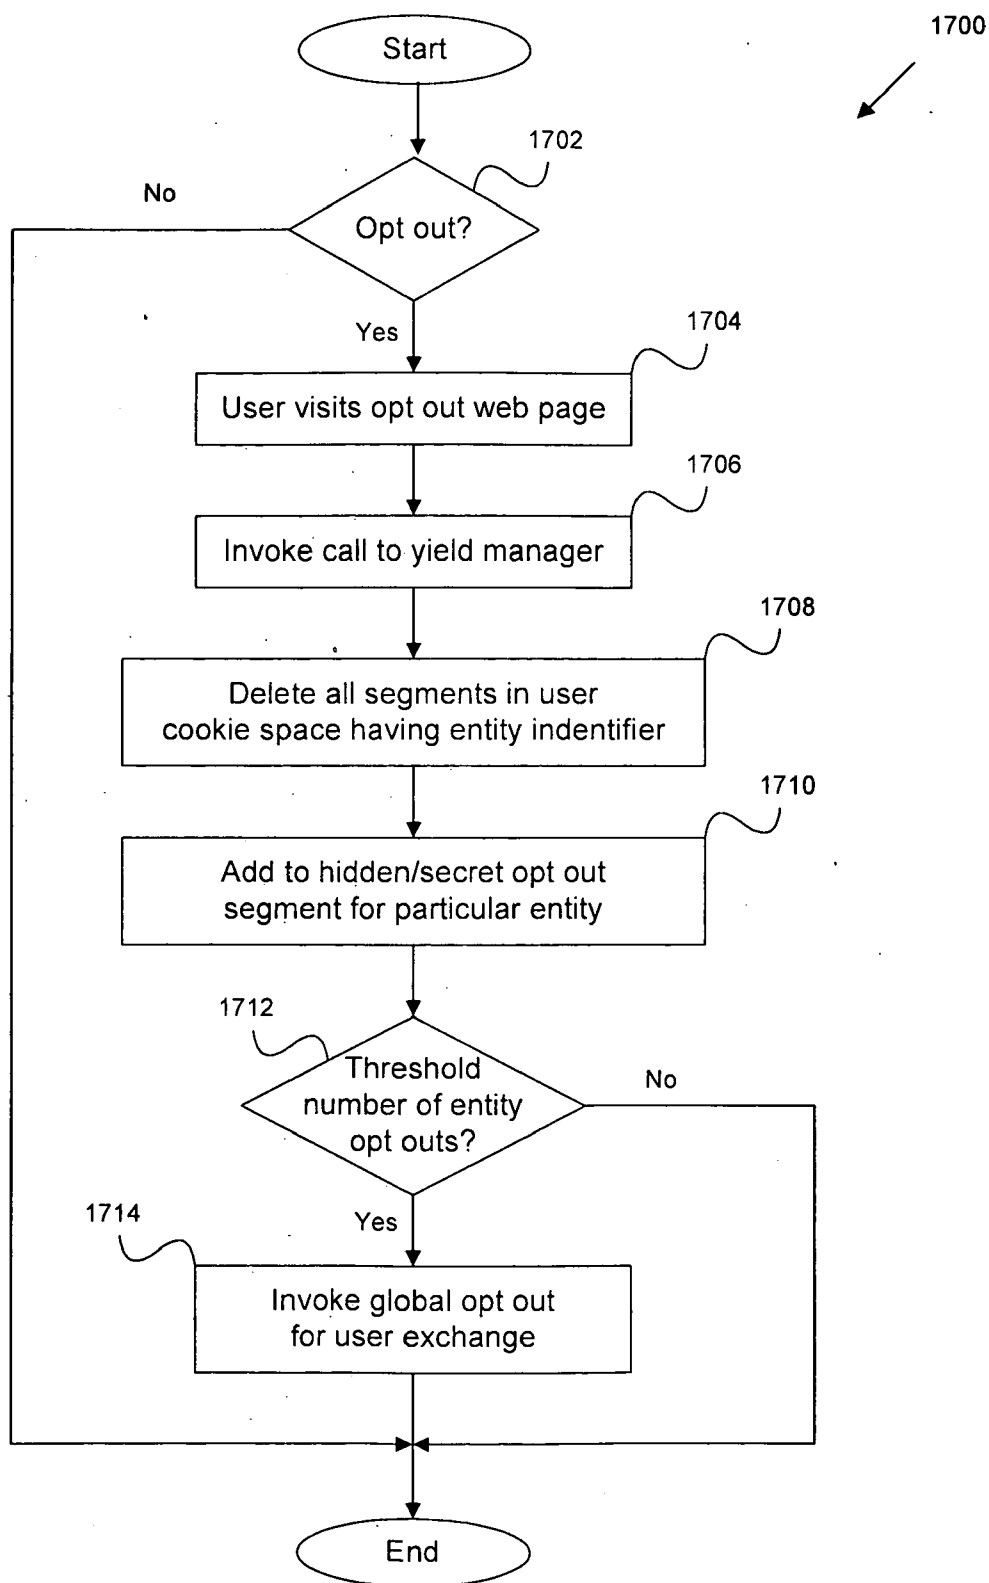 1700
Start
1702
No
Opt out?
Yes
1704
User visits opt out web page
1706
Invoke call to yield manager
1708
Delete all segments in user
cookie space having entity indentifier
1710
Add to hidden/secret opt out
segment for particular entity
1712
Threshold
number of entity
opt outs?
No
Yes
1714
Invoke global opt out
for user exchange
End